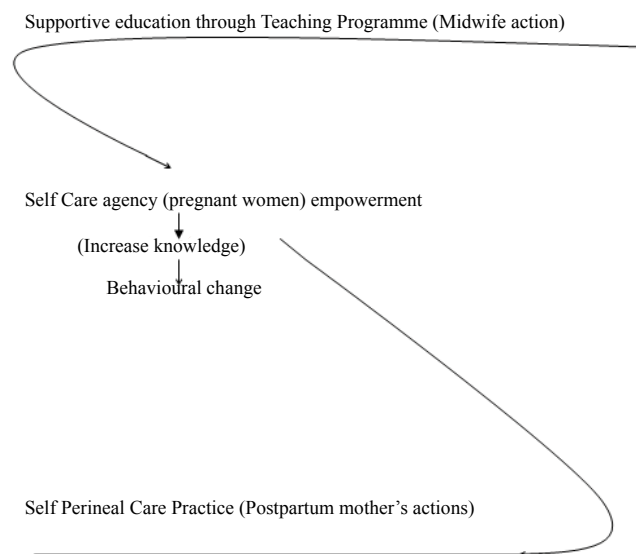 Supportive education through Teaching Programme (Midwife action)
Self Care agency (pregnant women) empowerment
(Increase knowledge)
Behavioural change
Self Perineal Care Practice (Postpartum mother’s actions)